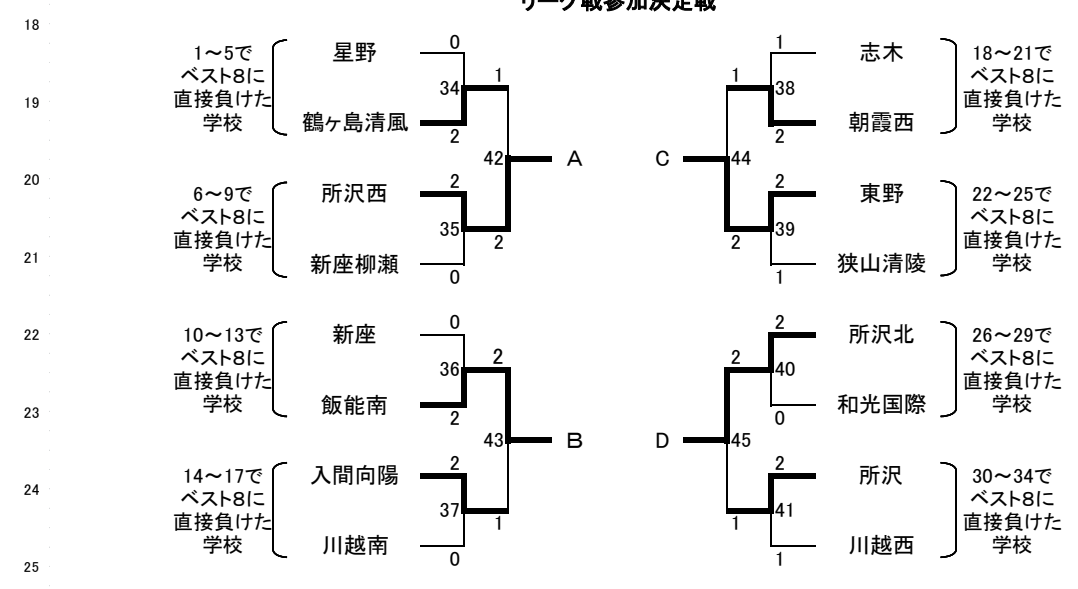 リーグ戦参加決定戦
18
19
20
21
22
23
24
25
1～5で
ベスト8に
直接負けた
学校
星野
0
34
1
鶴ヶ島清風
2
42
A
6～9で
ベスト8に
直接負けた
学校
所沢西
2
35
2
新座柳瀬
0
10～13で
ベスト8に
直接負けた
学校
新座
0
36
2
飯能南
2
43
B
14～17で
ベスト8に
直接負けた
学校
入間向陽
2
37
1
川越南
0
1
志木
18～21で
ベスト8に
直接負けた
学校
1
38
朝霞西
2
C
44
2
東野
22～25で
ベスト8に
直接負けた
学校
2
39
狭山清陵
1
2
所沢北
26～29で
ベスト8に
直接負けた
学校
2
40
和光国際
0
D
45
2
所沢
30～34で
ベスト8に
直接負けた
学校
1
41
川越西
1